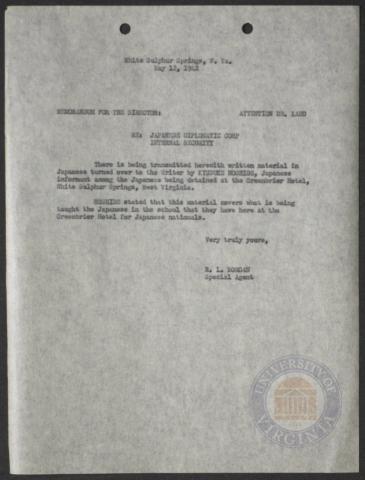 White Sulphur Springs, W. Va.
May 12, 1942
MEMORANDUM FOR THE DIRECTOR: ATTENTION MR. LADD
RE: JAPANESE DIPLOMATIC CORP
INTERNAL SECURITY
There is being transmitted herewith written material in
Japanese turned over to the writer by Japanese
informant among the Japanese being detained at the Greenbrier Hotel,
White Sulphur Springs, West Virginia.
stated that this material covers what is being
taught the Japanese in the school that they have here at the
Greenbrier Hotel for Japanese nationals.
Very truly yours,
Special Agent
UNIVERSITY OF
VIRGINIA